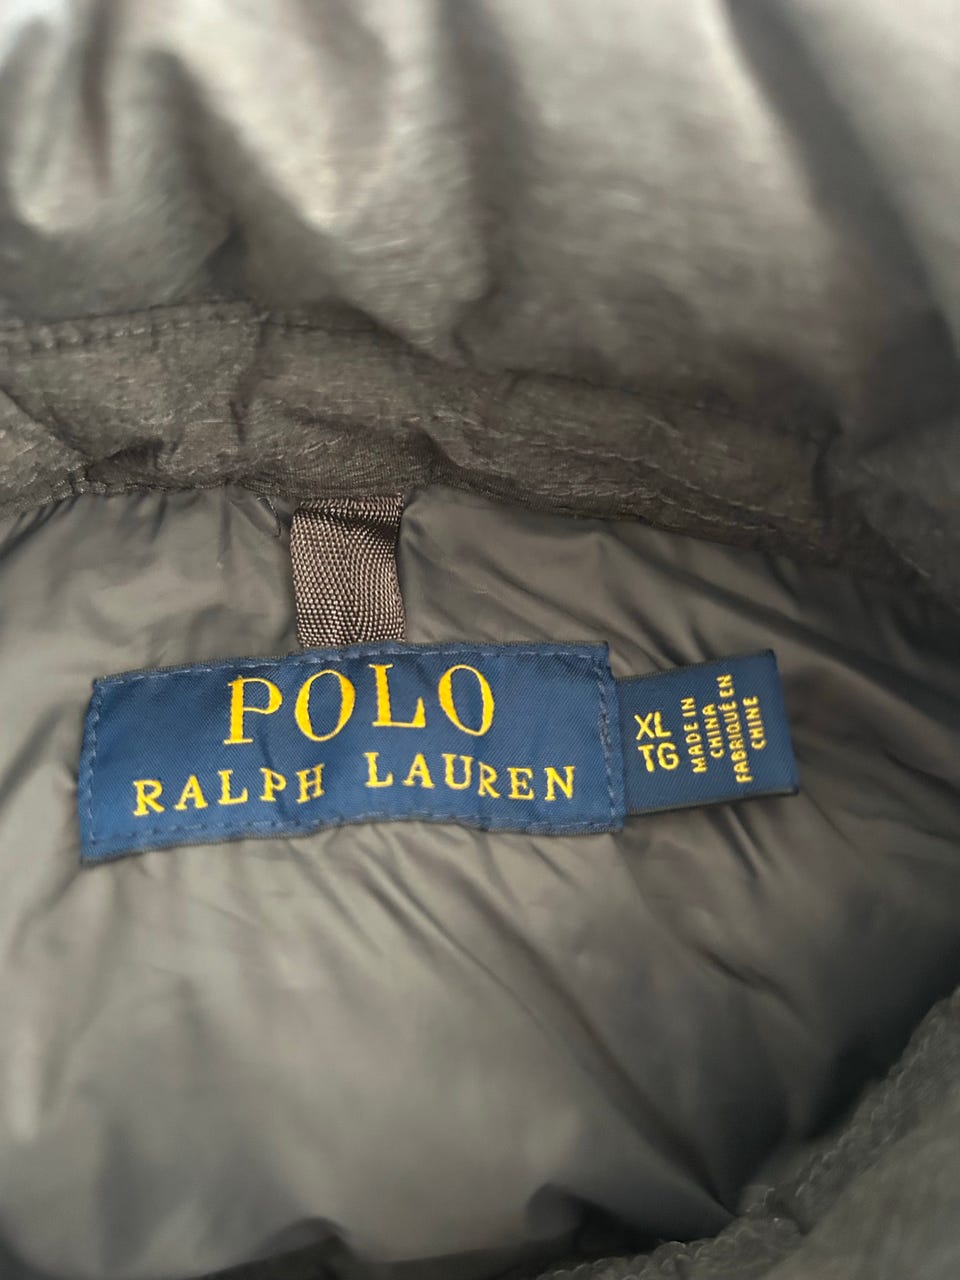 POLO
RALPH LAUREN
XL
TG
MADE IN
CHINA
FABRIQUÉ EN
CHINE